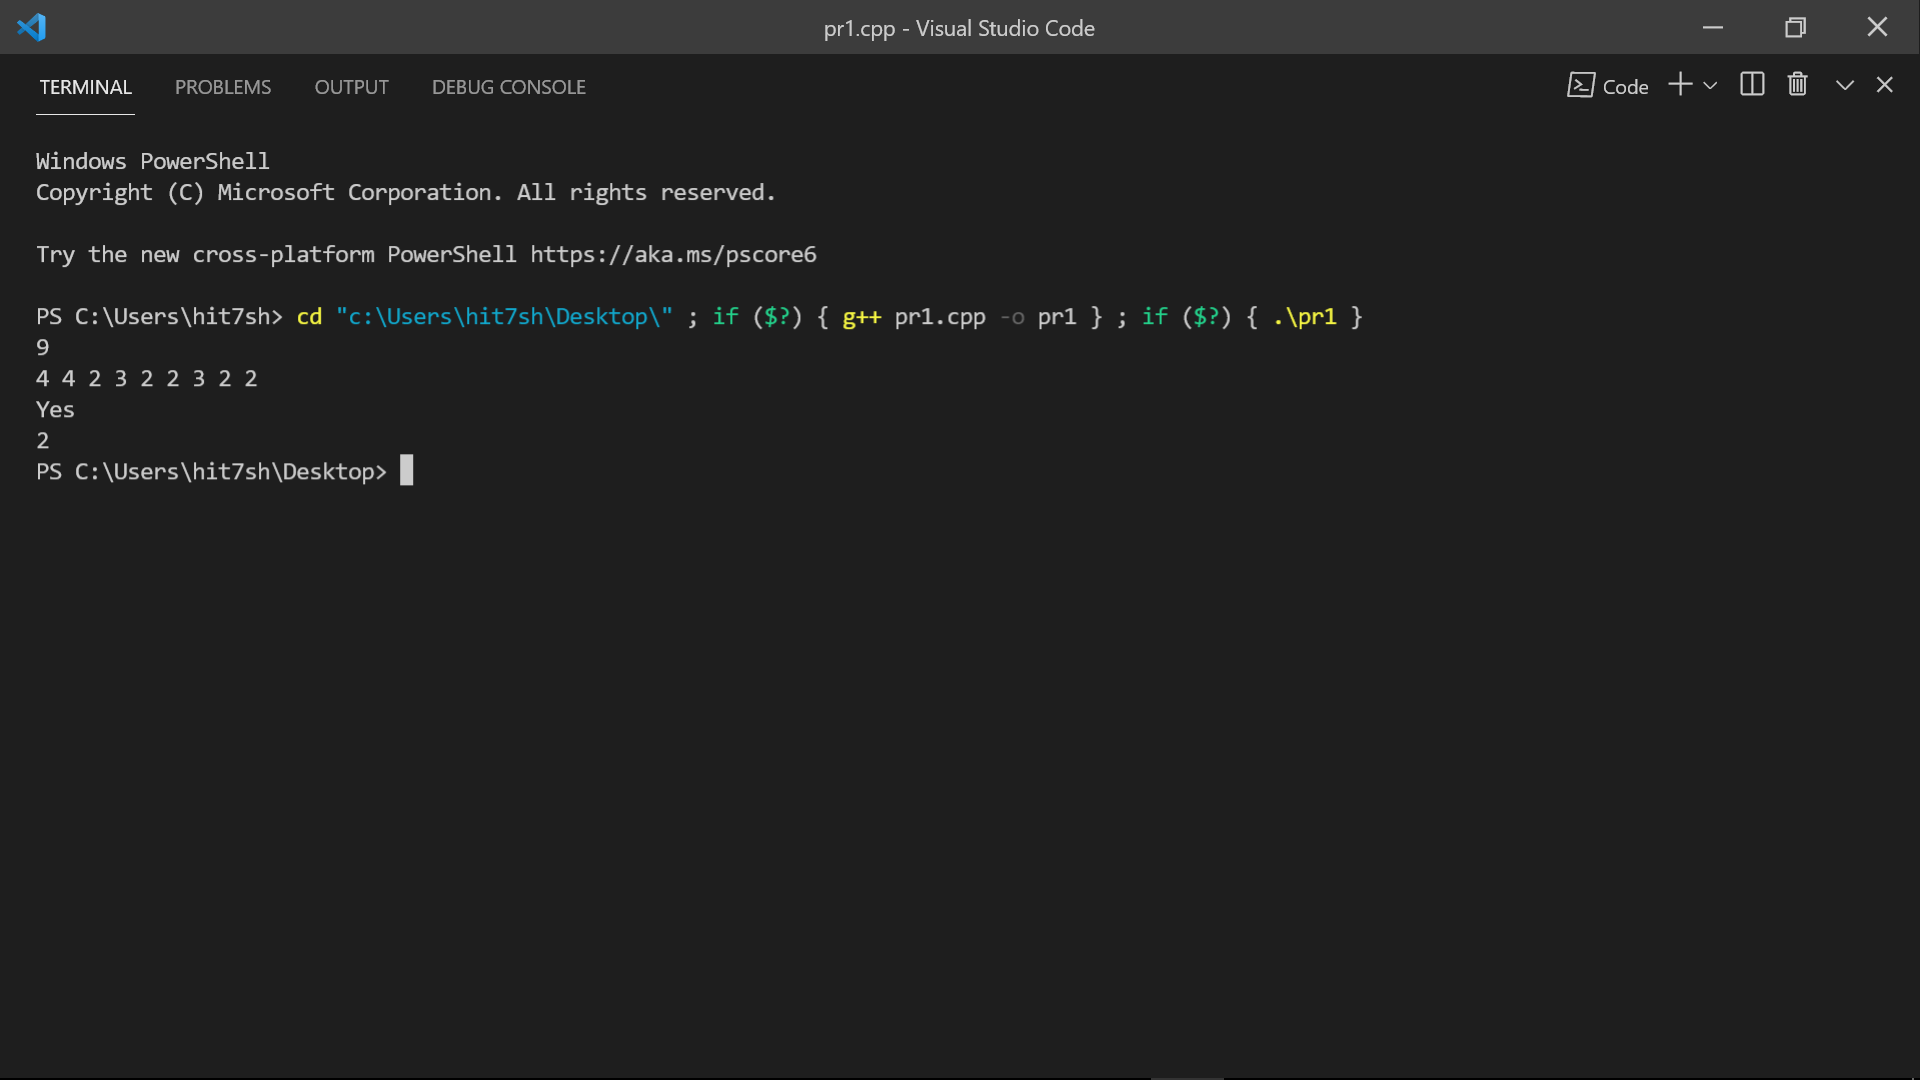 pr1.cpp - Visual Studio Code
TERMINAL PROBLEMS OUTPUT DEBUG CONSOLE Code
Windows PowerShell
Copyright (C) Microsoft Corporation. All rights reserved.
Try the new cross-platform PowerShell https://aka.ms/pscore6
PS C:\Users\hit7sh> cd "c:\Users\hit7sh\Desktop\" ; if ($?) { g++ pr1.cpp -o pr1 } ; if ($?) { .\pr1 }
9
4 4 2 3 2 2 3 2 2
Yes
2
PS C:\Users\hit7sh\Desktop>